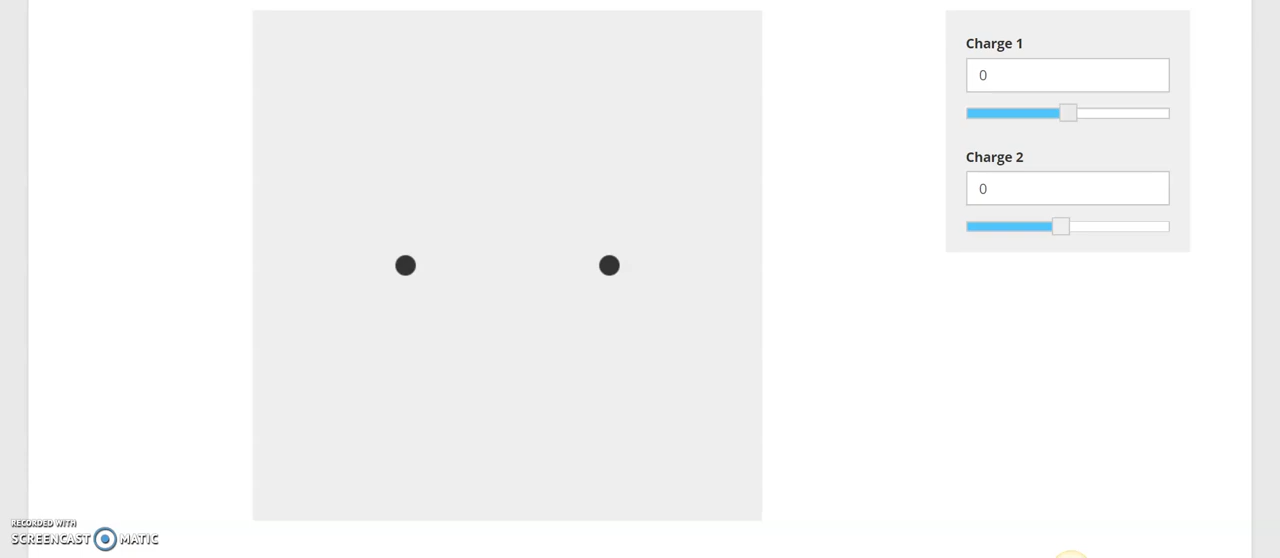 Charge 1
0
Charge 2
0
RECORDED WITH
SCREENCAST MATIC